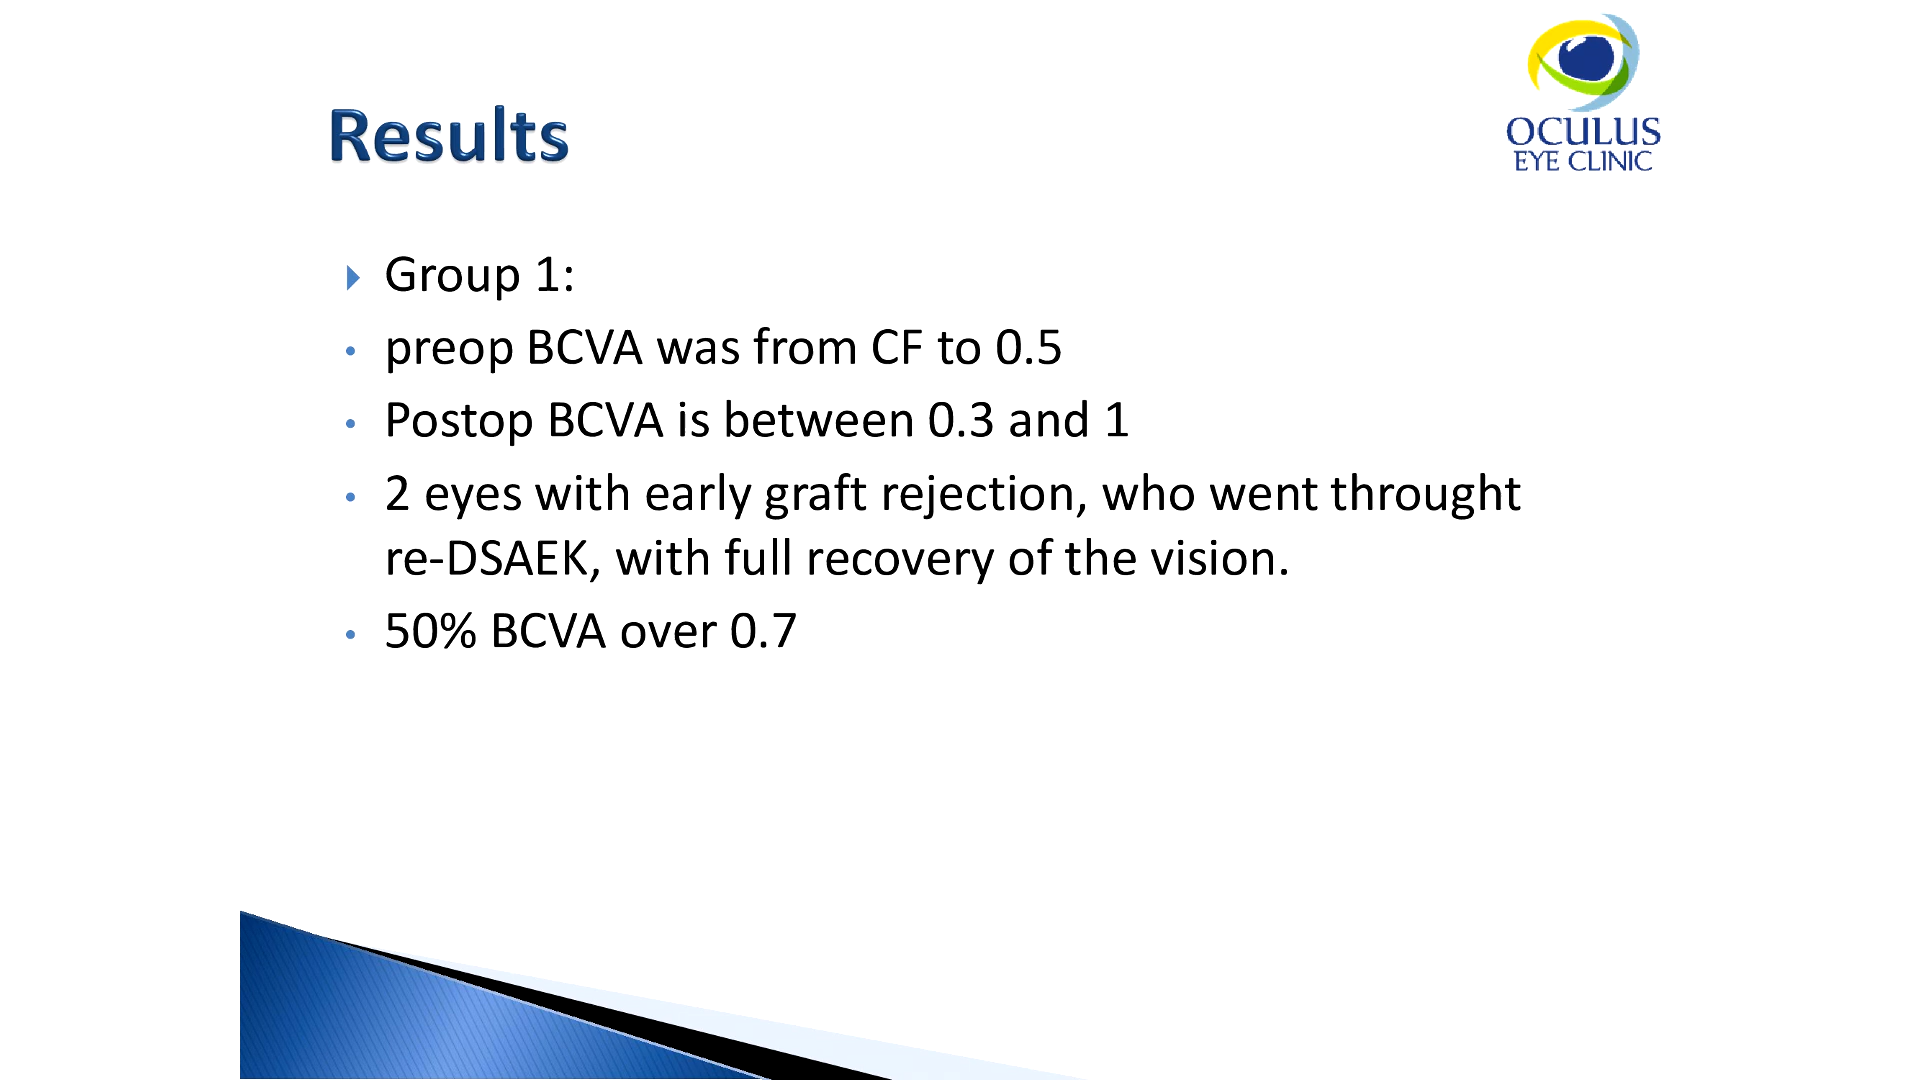 OCULUS
EYE CLINIC
Results
Group 1:
preop BCVA was from CF to 0.5
Postop BCVA is between 0.3 and 1
2 eyes with early graft rejection, who went throught
re-DSAEK, with full recovery of the vision.
50% BCVA over 0.7